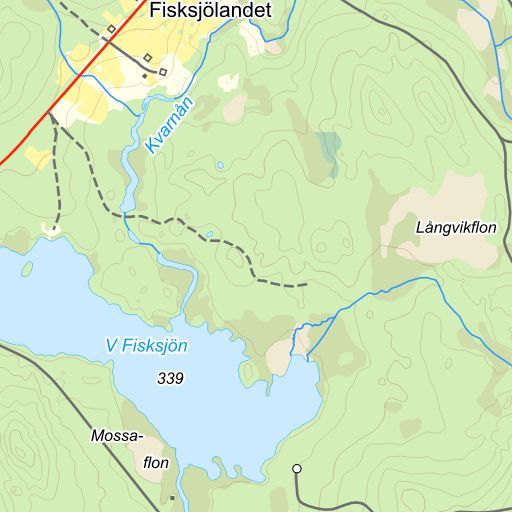 Fisksjölandet
Kvarnån
Långvikflon
V Fisksjön
339
Mossa-
flon